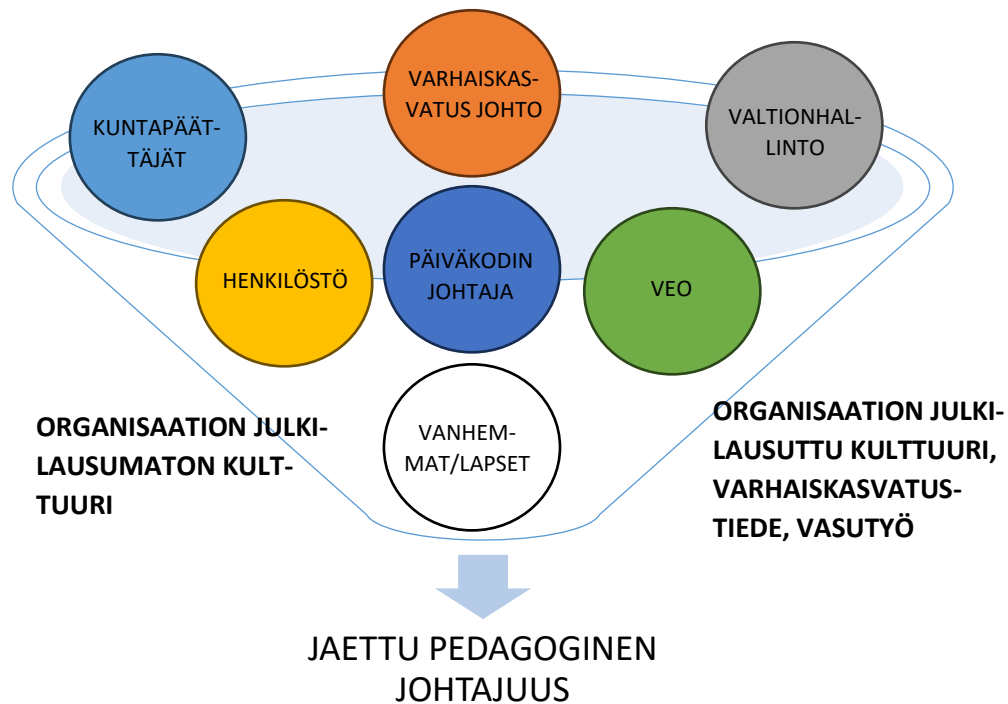 KUNTAPÄÄT-
TÄJÄT
VARHAISKAS-
VATUS JOHTO
VALTIONHAL-
LINTO
HENKILÖSTÖ
PÄIVÄKODIN
JOHTAJA
VEO
VANHEM-
MAT/LAPSET
ORGANISAATION JULKI-
LAUSUMATON KULT-
TUURI
ORGANISAATION JULKI-
LAUSUTTU KULTTUURI,
VARHAISKASVATUS-
TIEDE, VASUTYÖ
JAETTU PEDAGOGINEN
JOHTAJUUS